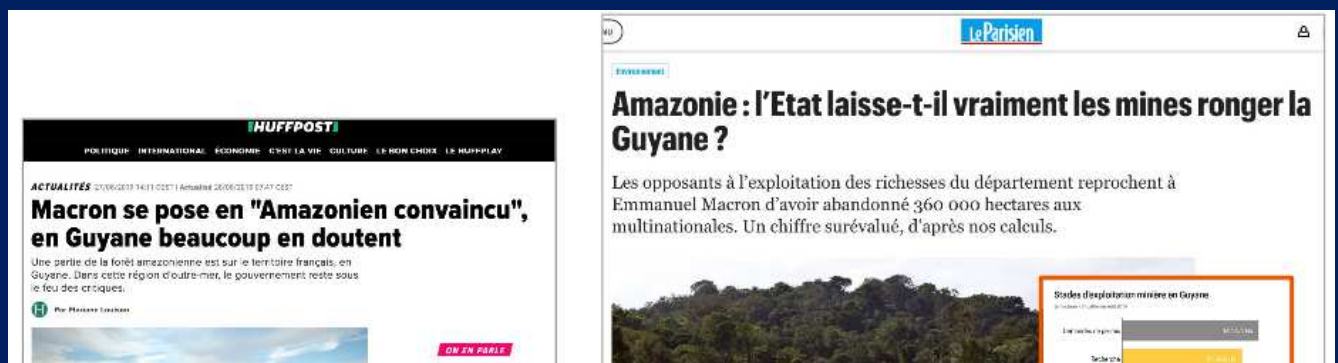 HUFFPOST
POLITIQUE INTERNATIONAL ÉCONOMIE C'EST LA VIE CULTURE LE BON CHOIX LE HUFFPLAY
ACTUALITÉS
Macron se pose en "Amazonien convaincu",
en Guyane beaucoup en doutent
Une partie de la forêt amazonienne est sur le territoire français, en
Guyane. Dans cette région d'outre-mer, le gouvernement reste sous
le feu des critiques.
Par
ON EN PARLE
Le Parisien
Environnement
Amazonie : l'Etat laisse-t-il vraiment les mines ronger la
Guyane ?
Les opposants à l'exploitation des richesses du département reprochent à
Emmanuel Macron d'avoir abandonné 360 000 hectares aux
multinationales. Un chiffre surévalué, d'après nos calculs.
Stades d'exploitation minière en Guyane
Demandes de permis
Recherche